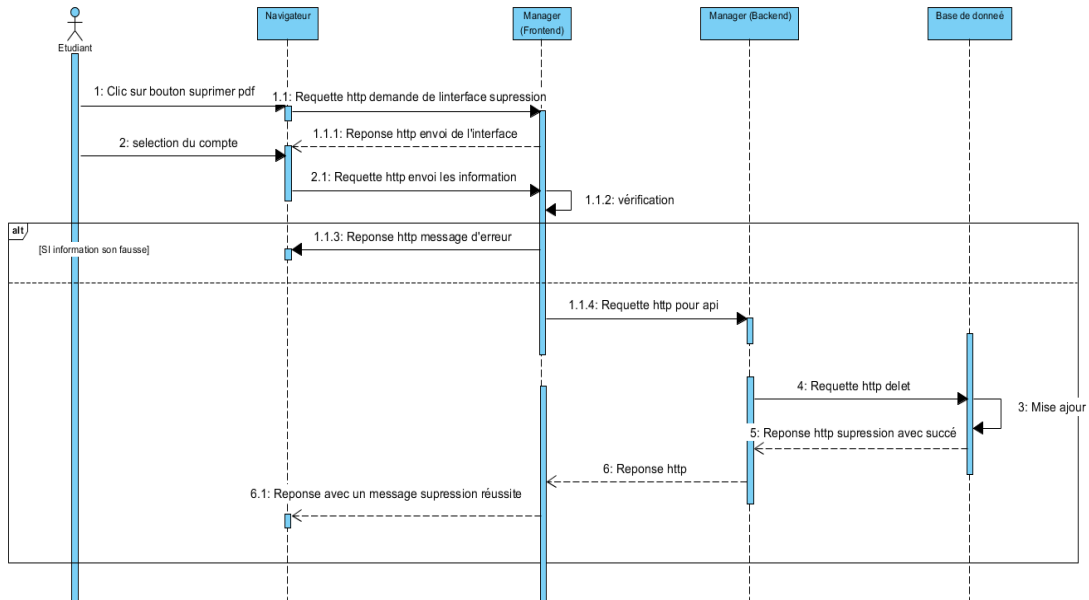 Etudiant
Navigateur
Manager
(Frontend)
Manager (Backend)
Base de donneé
1: Clic sur bouton suprimer pdf
1.1: Requette http demande de linterface supression
1.1.1: Reponse http envoi de l'interface
2: selection du compte
2.1: Requette http envoi les information
1.1.2: vérification
alt
[SI information son fausse]
1.1.3: Reponse http message d'erreur
1.1.4: Requette http pour api
4: Requette http delet
3: Mise ajour
5: Reponse http supression avec succé
6: Reponse http
6.1: Reponse avec un message supression réussite